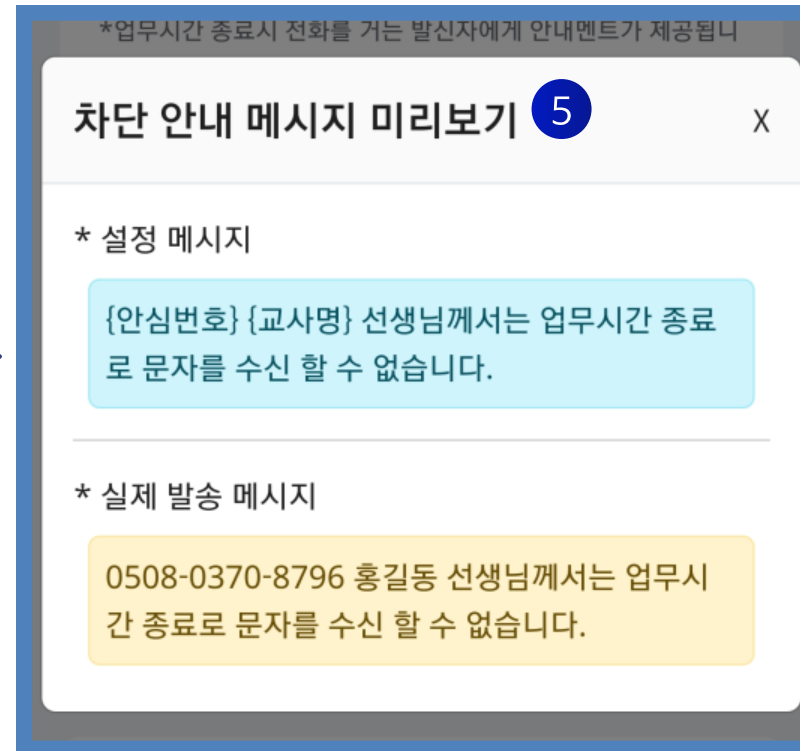 *업무시간 종료시 전화를 거는 발신자에게 안내멘트가 제공됩니
차단 안내 메시지 미리보기 5 X
* 설정 메시지
{안심번호} {교사명} 선생님께서는 업무시간 종료
로 문자를 수신 할 수 없습니다.
* 실제 발송 메시지
0508-0370-8796 홍길동 선생님께서는 업무시
간 종료로 문자를 수신 할 수 없습니다.